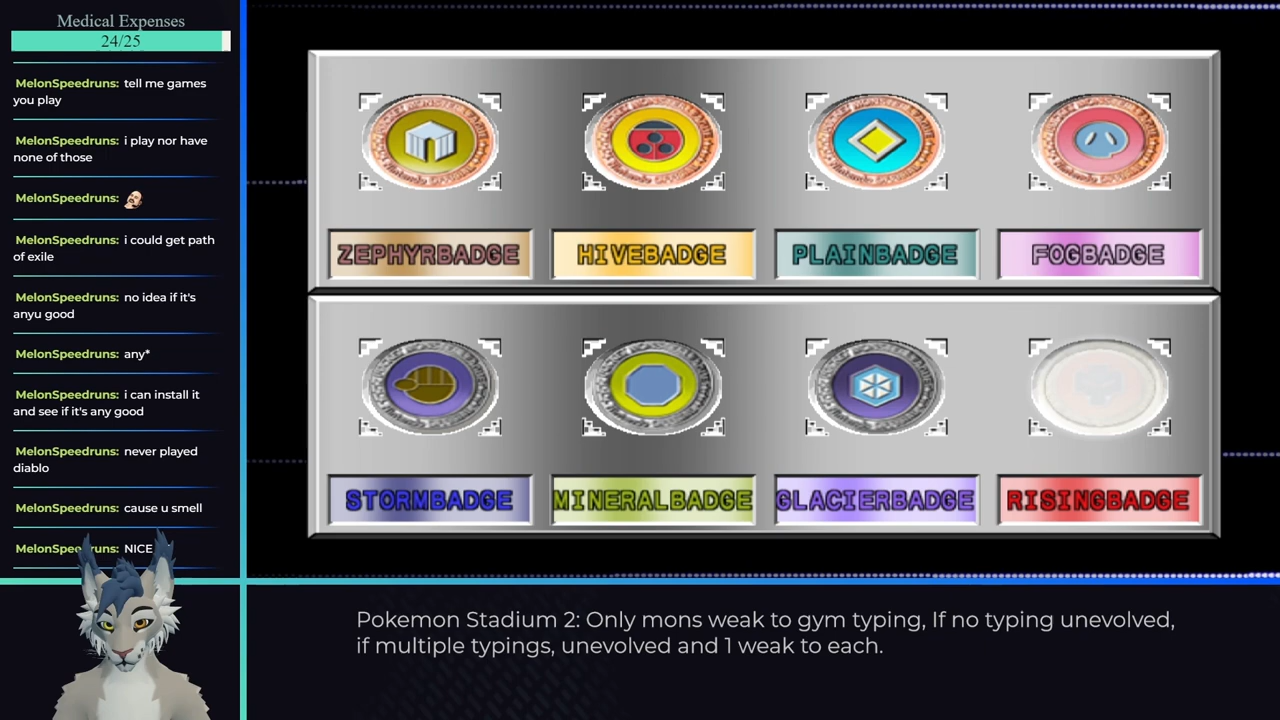 Medical Expenses
24/25
MelonSpeedruns: tell me games
you play
MelonSpeedruns: i play nor have
none of those
MelonSpeedruns:
MelonSpeedruns: i could get path
of exile
MelonSpeedruns: no idea if it's
anyu good
MelonSpeedruns: any*
MelonSpeedruns: i can install it
and see if it's any good
MelonSpeedruns: never played
diablo
MelonSpeedruns: cause u smell
MelonSpeedruns: NICE
ZEPHYRBADGE
HIVEBADGE
PLAINBADGE
FOGBADGE
STORMBADGE
MINERALBADGE
GLACIERBADGE
RISINGBADGE
Pokemon Stadium 2: Only mons weak to gym typing, If no typing unevolved,
if multiple typings, unevolved and 1 weak to each.